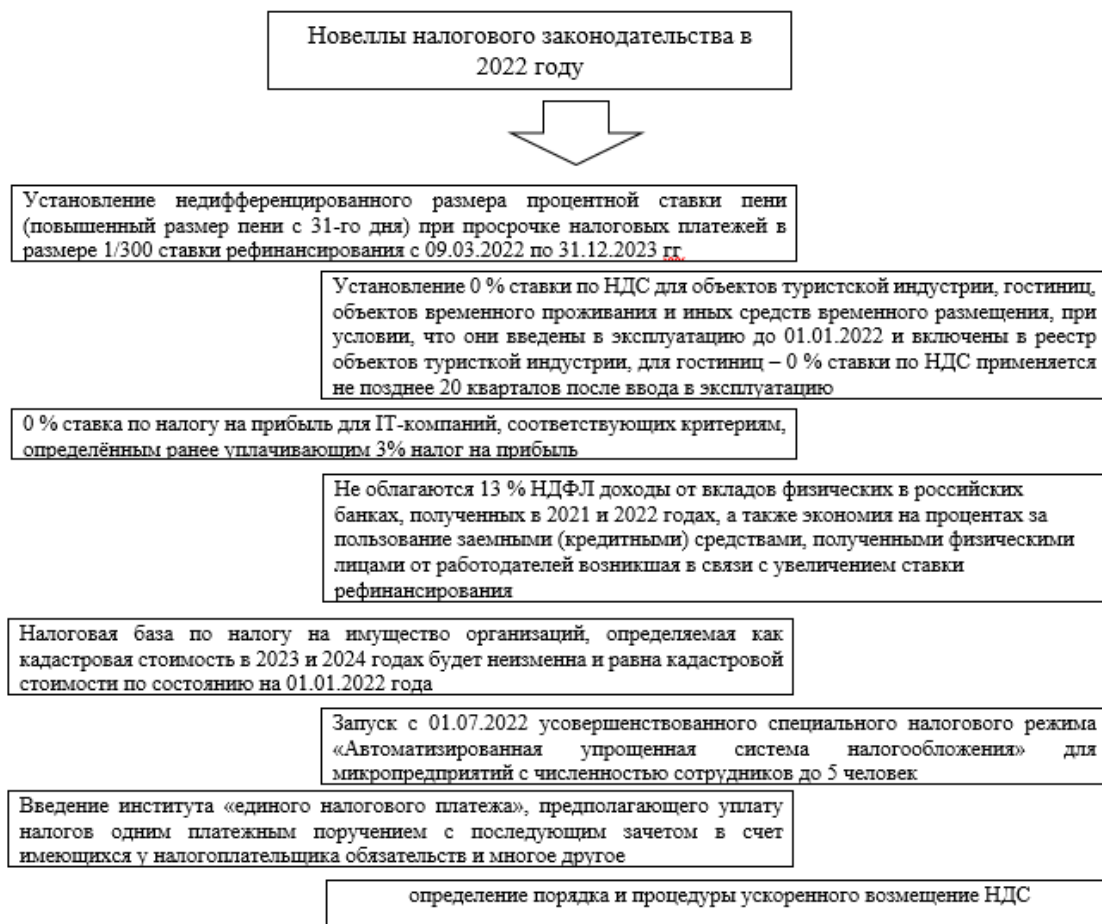 Новеллы налогового законодательства в
2022 году
Установление недифференцированного размера процентной ставки пени
(повышенный размер пени с 31-го дня) при просрочке налоговых платежей в
размере 1/300 ставки рефинансирования с 09.03.2022 по 31.12.2023 гг.
Установление 0 % ставки по НДС для объектов туристской индустрии, гостиниц,
объектов временного проживания и иных средств временного размещения, при
условии, что они введены в эксплуатацию до 01.01.2022 и включены в реестр
объектов туристкой индустрии, для гостиниц – 0 % ставки по НДС применяется
не позднее 20 кварталов после ввода в эксплуатацию
0 % ставка по налогу на прибыль для IT-компаний, соответствующих критериям,
определённым ранее уплачивающим 3% налог на прибыль
Не облагаются 13 % НДФЛ доходы от вкладов физических в российских
банках, полученных в 2021 и 2022 годах, а также экономия на процентах за
пользование заемными (кредитными) средствами, полученными физическими
лицами от работодателей возникшая в связи с увеличением ставки
рефинансирования
Налоговая база по налогу на имущество организаций, определяемая как
кадастровая стоимость в 2023 и 2024 годах будет неизменна и равна кадастровой
стоимости по состоянию на 01.01.2022 года
Запуск с 01.07.2022 усовершенствованного специального налогового режима
«Автоматизированная упрощенная система налогообложения» для
микропредприятий с численностью сотрудников до 5 человек
Введение института «единого налогового платежа», предполагающего уплату
налогов одним платежным поручением с последующим зачетом в счет
имеющихся у налогоплательщика обязательств и многое другое
определение порядка и процедуры ускоренного возмещение НДС